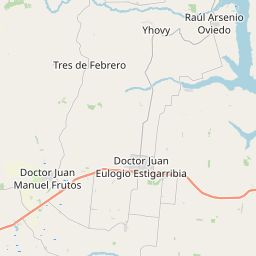 Raúl Arsenio
Oviedo
Yhovy
Tres de Febrero
Doctor Juan
Eulogio Estigarribia
Doctor Juan
Manuel Frutos